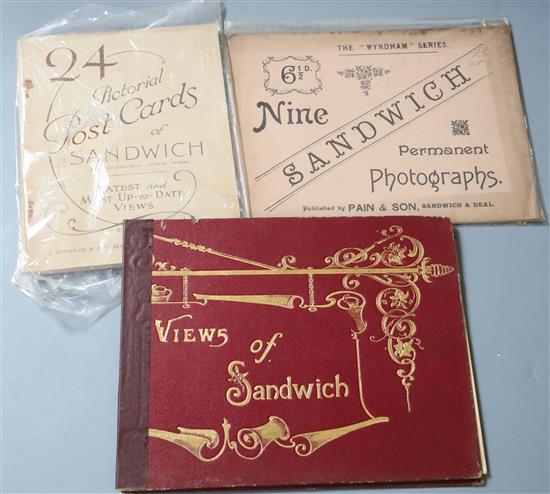 24
Pictorial
Post Cards
of
SANDWICH
LATEST and
MOST UP-TO-DATE
VIEWS
THE "WYNDHAM" SERIES.
6½D.
Nine
SANDWICH
Permanent
Photographs.
Published by PAIN & SON, SANDWICH & DEAL.
VIEWS
of
Sandwich